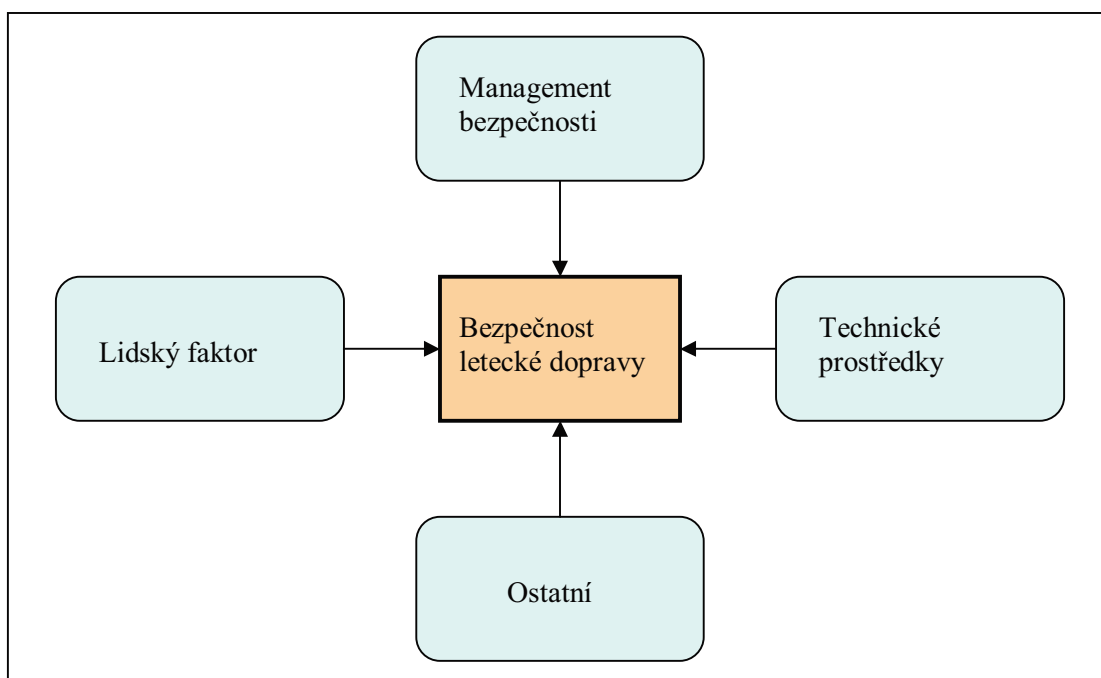 Management
bezpečnosti
Lidský faktor
Bezpečnost
letecké dopravy
Technické
prostředky
Ostatní